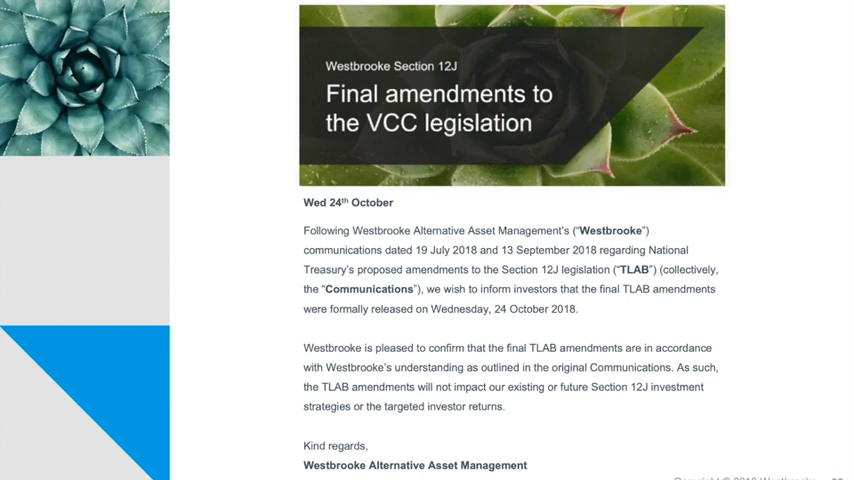 Westbrooke Section 12J
Final amendments to
the VCC legislation
Wed 24th October
Following Westbrooke Alternative Asset Management's ("Westbrooke")
communications dated 19 July 2018 and 13 September 2018 regarding National
Treasury's proposed amendments to the Section 12J legislation ("TLAB") (collectively,
the "Communications"), we wish to inform investors that the final TLAB amendments
were formally released on Wednesday, 24 October 2018.
Westbrooke is pleased to confirm that the final TLAB amendments are in accordance
with Westbrooke's understanding as outlined in the original Communications. As such,
the TLAB amendments will not impact our existing or future Section 12J investment
strategies or the targeted investor returns.
Kind regards,
Westbrooke Alternative Asset Management